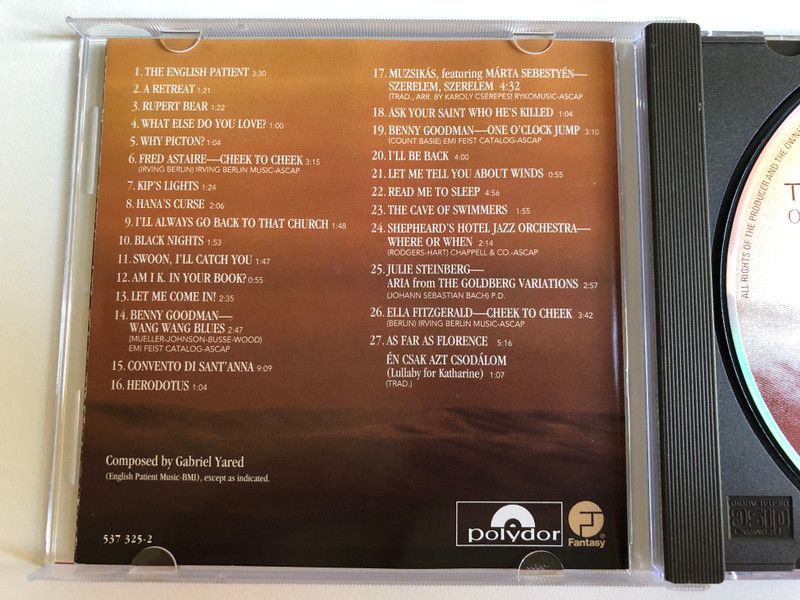 1. THE ENGLISH PATIENT 3:30
2. A RETREAT 1:21
3. RUPERT BEAR 1:22
4. WHAT ELSE DO YOU LOVE? 1:00
5. WHY PICTON? 1:04
6. FRED ASTAIRE—CHEEK TO CHEEK 3:15
(IRVING BERLIN) IRVING BERLIN MUSIC-ASCAP
7. KIP'S LIGHTS 1:24
8. HANA'S CURSE 2:06
9. I'LL ALWAYS GO BACK TO THAT CHURCH 1:48
10. BLACK NIGHTS 1:53
11. SWOON, I'LL CATCH YOU 1:47
12. AM I K. IN YOUR BOOK? 0:55
13. LET ME COME IN! 2:35
14. BENNY GOODMAN—
WANG WANG BLUES 2:47
(MUELLER-JOHNSON-BUSSE-WOOD)
EMI FEIST CATALOG-ASCAP
15. CONVENTO DI SANT'ANNA 9:09
16. HERODOTUS 1:04
17. MUZSIKÁS, featuring MÁRTA SEBESTYÉN—
SZERELEM, SZERELEM 4:32
(TRAD., ARR. BY KAROLY CSEREPES) RYKOMUSIC-ASCAP
18. ASK YOUR SAINT WHO HE'S KILLED 1:04
19. BENNY GOODMAN—ONE O'CLOCK JUMP 3:10
(COUNT BASIE) EMI FEIST CATALOG-ASCAP
20. I'LL BE BACK 4:00
21. LET ME TELL YOU ABOUT WINDS 0:55
22. READ ME TO SLEEP 4:56
23. THE CAVE OF SWIMMERS 1:55
24. SHEPHEARD'S HOTEL JAZZ ORCHESTRA—
WHERE OR WHEN 2:14
(RODGERS-HART) CHAPPELL & CO.-ASCAP
25. JULIE STEINBERG—
ARIA from THE GOLDBERG VARIATIONS 2:57
(JOHANN SEBASTIAN BACH) P.D.
26. ELLA FITZGERALD—CHEEK TO CHEEK 3:42
(BERLIN) IRVING BERLIN MUSIC-ASCAP
27. AS FAR AS FLORENCE 5:16
ÉN CSAK AZT CSODÁLOM
(Lullaby for Katharine) 1:07
(TRAD.)
Composed by Gabriel Yared
(English Patient Music-BMI), except as indicated.
537 325-2
polydor
Fantasy®
ALL RIGHTS OF THE PRODUCER AND THE
T
O